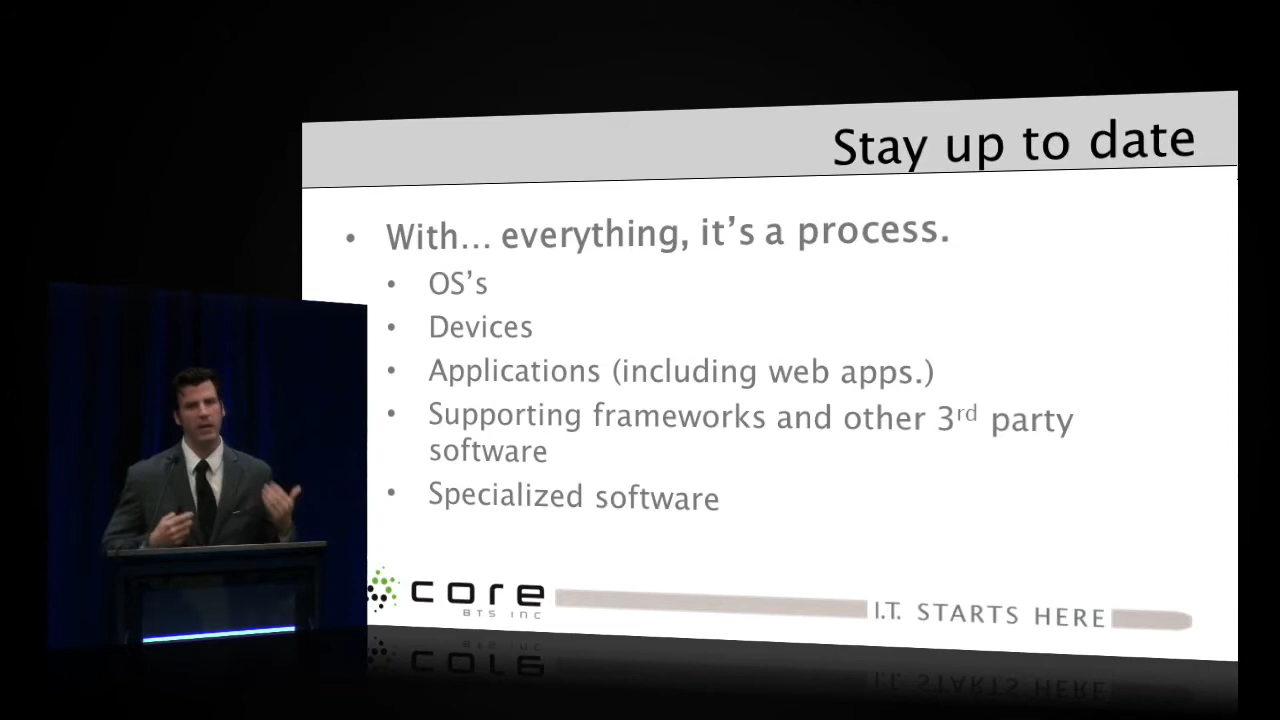 Stay up to date
• With... everything, it's a process.
• OS's
• Devices
• Applications (including web apps.)
• Supporting frameworks and other 3rd party
software
• Specialized software
core
BTS INC
I.T. STARTS HERE